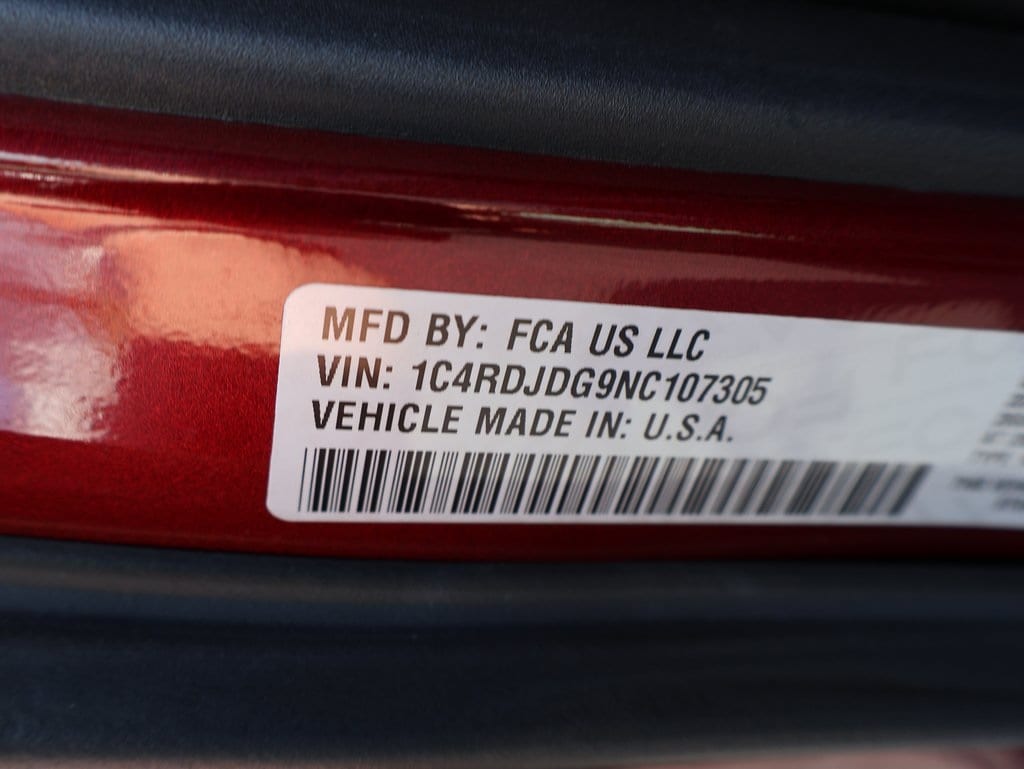 MFD BY: FCA US LLC
VIN: 1C4RDJDG9NC107305
VEHICLE MADE IN: U.S.A.